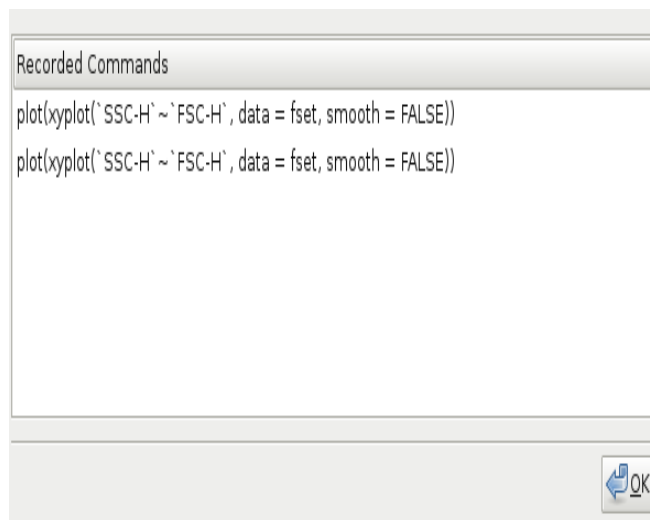 Recorded Commands
plot(xyplot(`SSC-H`~`FSC-H`, data = fset, smooth = FALSE))
plot(xyplot(`SSC-H`~`FSC-H`, data = fset, smooth = FALSE))
OK